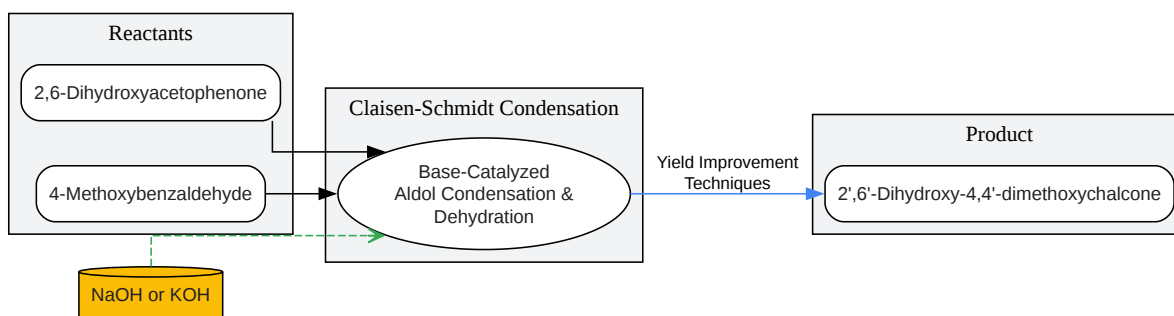 Reactants
2,6-Dihydroxyacetophenone
4-Methoxybenzaldehyde
NaOH or KOH
Claisen-Schmidt Condensation
Base-Catalyzed
Aldol Condensation &
Dehydration
Yield Improvement
Techniques
Product
2',6'-Dihydroxy-4,4'-dimethoxychalcone